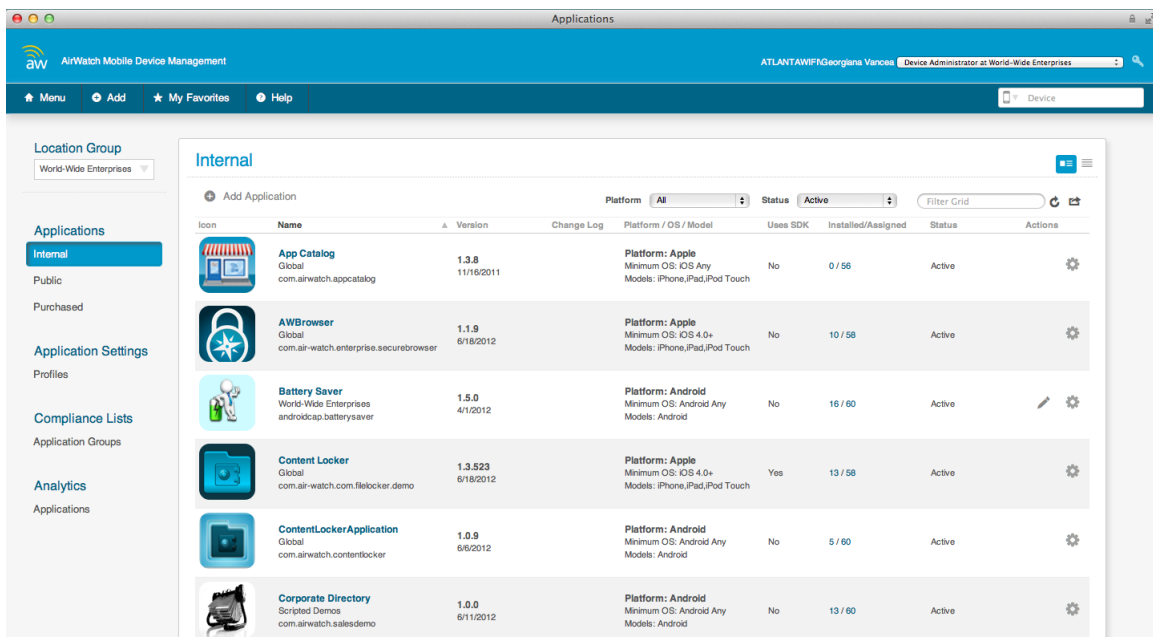 Applications
aw AirWatch Mobile Device Management
ATLANTAWIFI\Georgiana Vancea Device Administrator at World-Wide Enterprises
Menu Add My Favorites Help Device
Location Group
World-Wide Enterprises
Applications
Internal
Public
Purchased
Application Settings
Profiles
Compliance Lists
Application Groups
Analytics
Applications
Internal
Add Application Platform All Status Active Filter Grid
Icon Name Version Change Log Platform / OS / Model Uses SDK Installed/Assigned Status Actions
App Catalog
Global
com.airwatch.appcatalog
1.3.8
11/16/2011
Platform: Apple
Minimum OS: iOS Any
Models: iPhone,iPad,iPod Touch
No
0 / 56
Active
AWBrowser
Global
com.air-watch.enterprise.securebrowser
1.1.9
6/18/2012
Platform: Apple
Minimum OS: iOS 4.0+
Models: iPhone,iPad,iPod Touch
No
10 / 58
Active
Battery Saver
World-Wide Enterprises
androidcap.batterysaver
1.5.0
4/1/2012
Platform: Android
Minimum OS: Android Any
Models: Android
No
16 / 60
Active
Content Locker
Global
com.air-watch.com.filelocker.demo
1.3.523
6/18/2012
Platform: Apple
Minimum OS: iOS 4.0+
Models: iPhone,iPad,iPod Touch
Yes
13 / 58
Active
ContentLockerApplication
Global
com.airwatch.contentlocker
1.0.9
6/6/2012
Platform: Android
Minimum OS: Android Any
Models: Android
No
5 / 60
Active
Corporate Directory
Scripted Demos
com.airwatch.salesdemo
1.0.0
6/11/2012
Platform: Android
Minimum OS: Android Any
Models: Android
No
13 / 60
Active